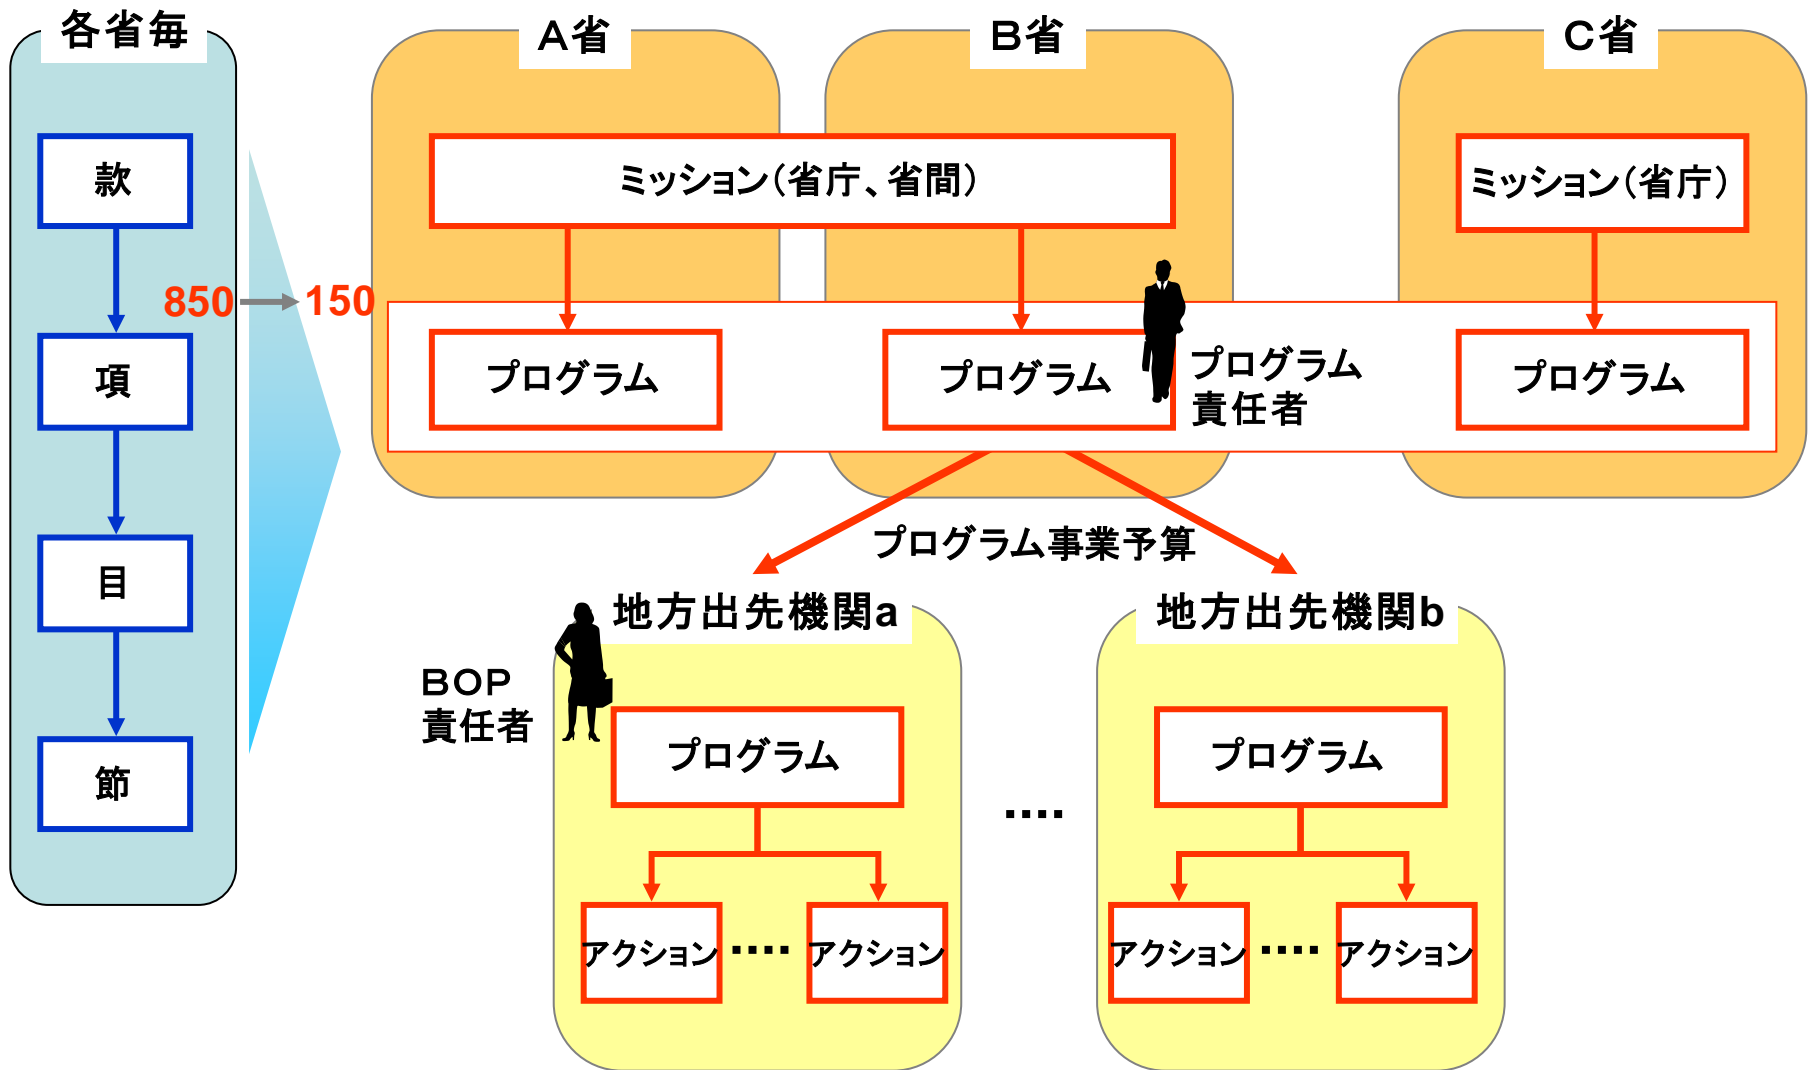 各省毎
款
項
目
節
850
150
A省
B省
C省
ミッション（省庁、省間）
ミッション（省庁）
プログラム
プログラム
プログラム
責任者
プログラム
プログラム事業予算
地方出先機関a
地方出先機関b
BOP
責任者
プログラム
プログラム
....
アクション
....
アクション
アクション
....
アクション